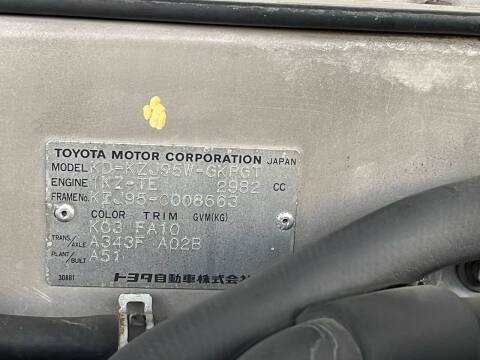 TOYOTA MOTOR CORPORATION JAPAN
MODEL KD-KZJ95W-GKPGT
ENGINE 1KZ-TE 2982 CC
FRAME No. KZJ95-0008663
COLOR TRIM GVM(KG)
K03 FA10
TRANS/AXLE A343F A02B
PLANT/BUILT A51
30881 トヨタ自動車株式会